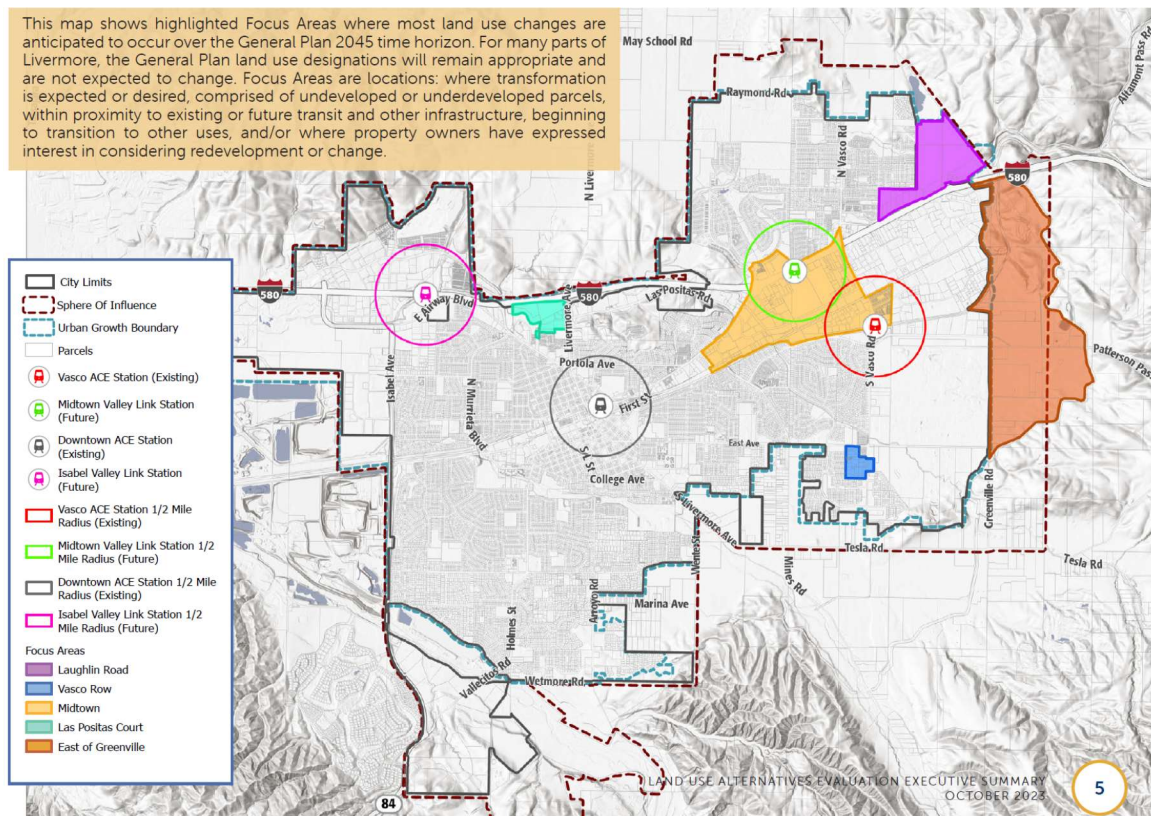 This map shows highlighted Focus Areas where most land use changes are
anticipated to occur over the General Plan 2045 time horizon. For many parts of
Livermore, the General Plan land use designations will remain appropriate and
are not expected to change. Focus Areas are locations: where transformation
is expected or desired, comprised of undeveloped or underdeveloped parcels,
within proximity to existing or future transit and other infrastructure, beginning
to transition to other uses, and/or where property owners have expressed
interest in considering redevelopment or change.
May School Rd
Altamont Pass Rd
Raymond Rd
N Livermore
N Vasco Rd
580
580
580
E Airway Blvd
Las Positas Rd
Livermore Ave
Isabel Ave
Portola Ave
N Murrieta Blvd
First St
S Vasco Rd
Patterson Pass
S L St
East Ave
College Ave
S Livermore Ave
Greenville Rd
Wente St
Tesla Rd
Tesla Rd
Mines Rd
Arroyo Rd
Marina Ave
Holmes St
Vallecitos Rd
Wetmore Rd
84
City Limits
Sphere Of Influence
Urban Growth Boundary
Parcels
Vasco ACE Station (Existing)
Midtown Valley Link Station
(Future)
Downtown ACE Station
(Existing)
Isabel Valley Link Station
(Future)
Vasco ACE Station 1/2 Mile
Radius (Existing)
Midtown Valley Link Station 1/2
Mile Radius (Future)
Downtown ACE Station 1/2 Mile
Radius (Existing)
Isabel Valley Link Station 1/2
Mile Radius (Future)
Focus Areas
Laughlin Road
Vasco Row
Midtown
Las Positas Court
East of Greenville
LAND USE ALTERNATIVES EVALUATION EXECUTIVE SUMMARY
OCTOBER 2023
5